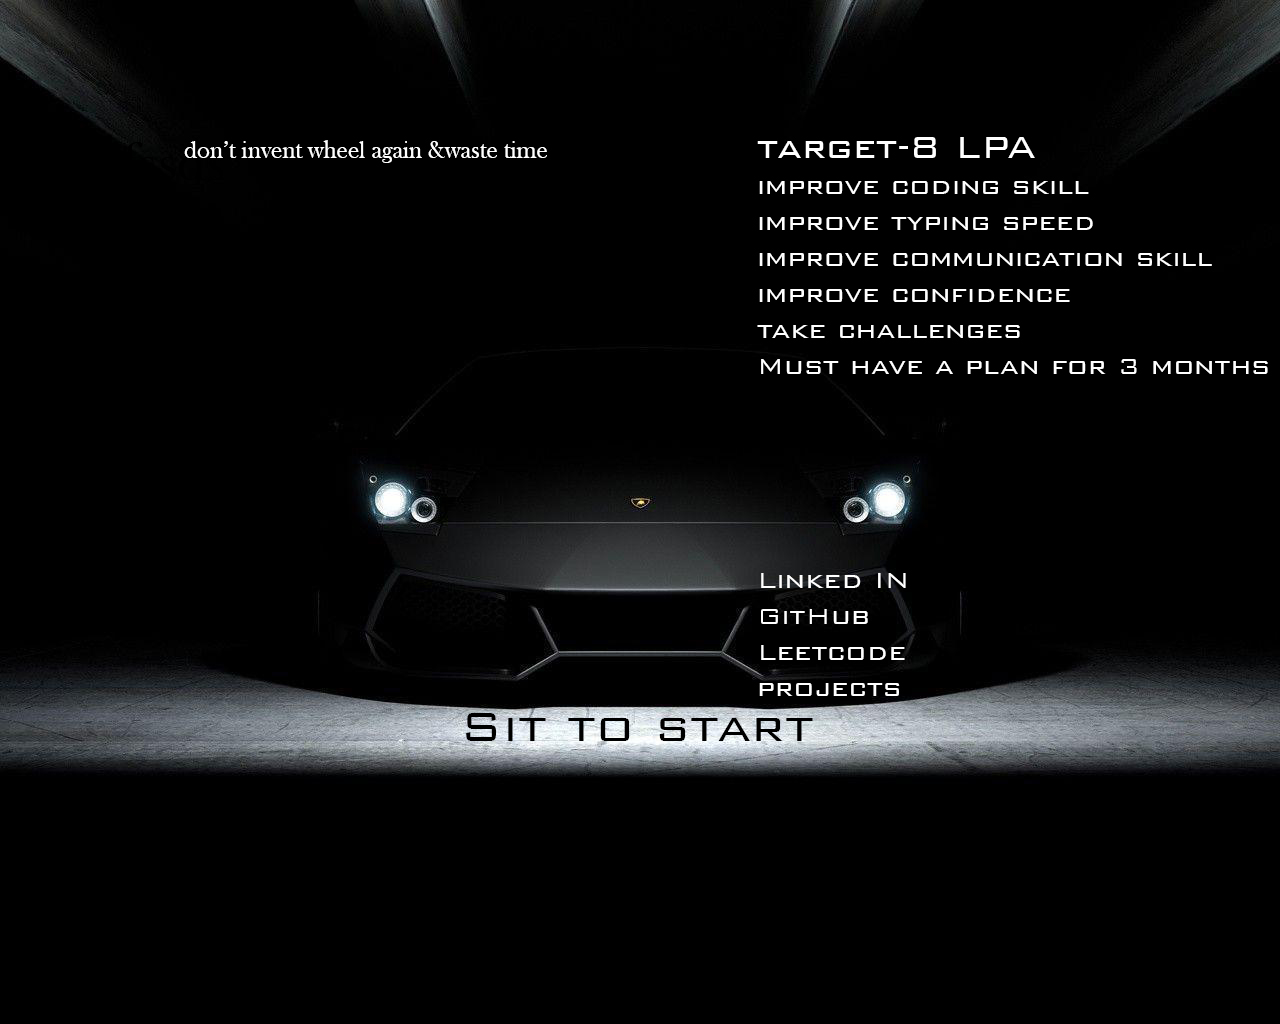 don't invent wheel again &waste time
TARGET-8 LPA
IMPROVE CODING SKILL
IMPROVE TYPING SPEED
IMPROVE COMMUNICATION SKILL
IMPROVE CONFIDENCE
TAKE CHALLENGES
MUST HAVE A PLAN FOR 3 MONTHS
LINKED IN
GITHUB
LEETCODE
PROJECTS
SIT TO START